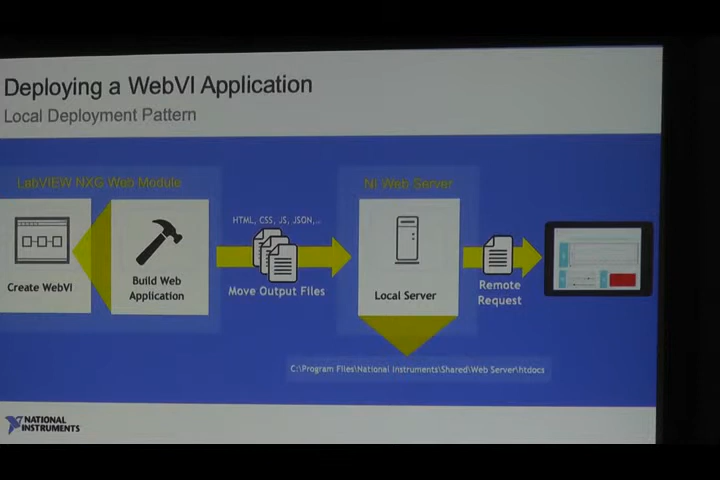 Deploying a WebVI Application
Local Deployment Pattern
LabVIEW NXG Web Module
NI Web Server
HTML, CSS, JS, JSON,...
Create WebVI
Build Web
Application
Move Output Files
Local Server
Remote
Request
C:\Program Files\National Instruments\Shared\Web Server\htdocs
NATIONAL
INSTRUMENTS